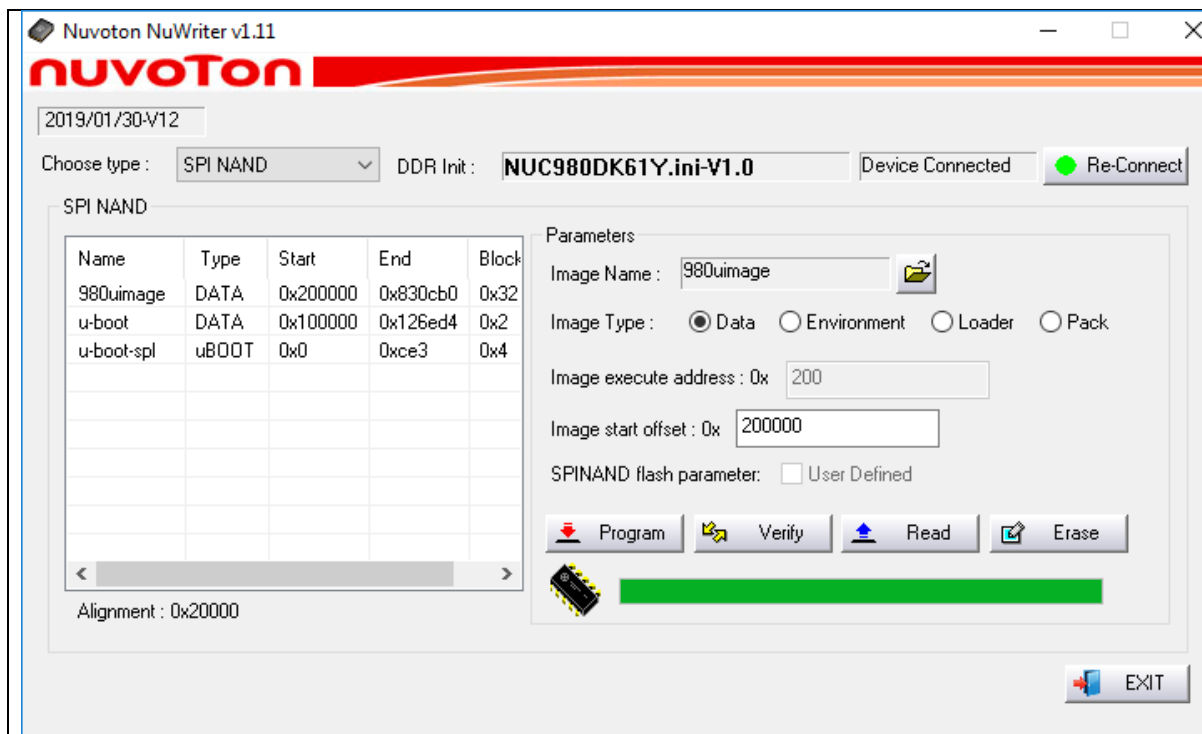 Nuvoton NuWriter v1.11
nuvoTon
2019/01/30-V12
Choose type : SPI NAND DDR Init : NUC980DK61Y.ini-V1.0 Device Connected Re-Connect
SPI NAND
Name Type Start End Block
980uimage DATA 0x200000 0x830cb0 0x32
u-boot DATA 0x100000 0x126ed4 0x2
u-boot-spl uBOOT 0x0 0xce3 0x4
Alignment : 0x20000
Parameters
Image Name : 980uimage
Image Type : Data Environment Loader Pack
Image execute address : 0x 200
Image start offset : 0x 200000
SPINAND flash parameter: User Defined
Program Verify Read Erase
EXIT